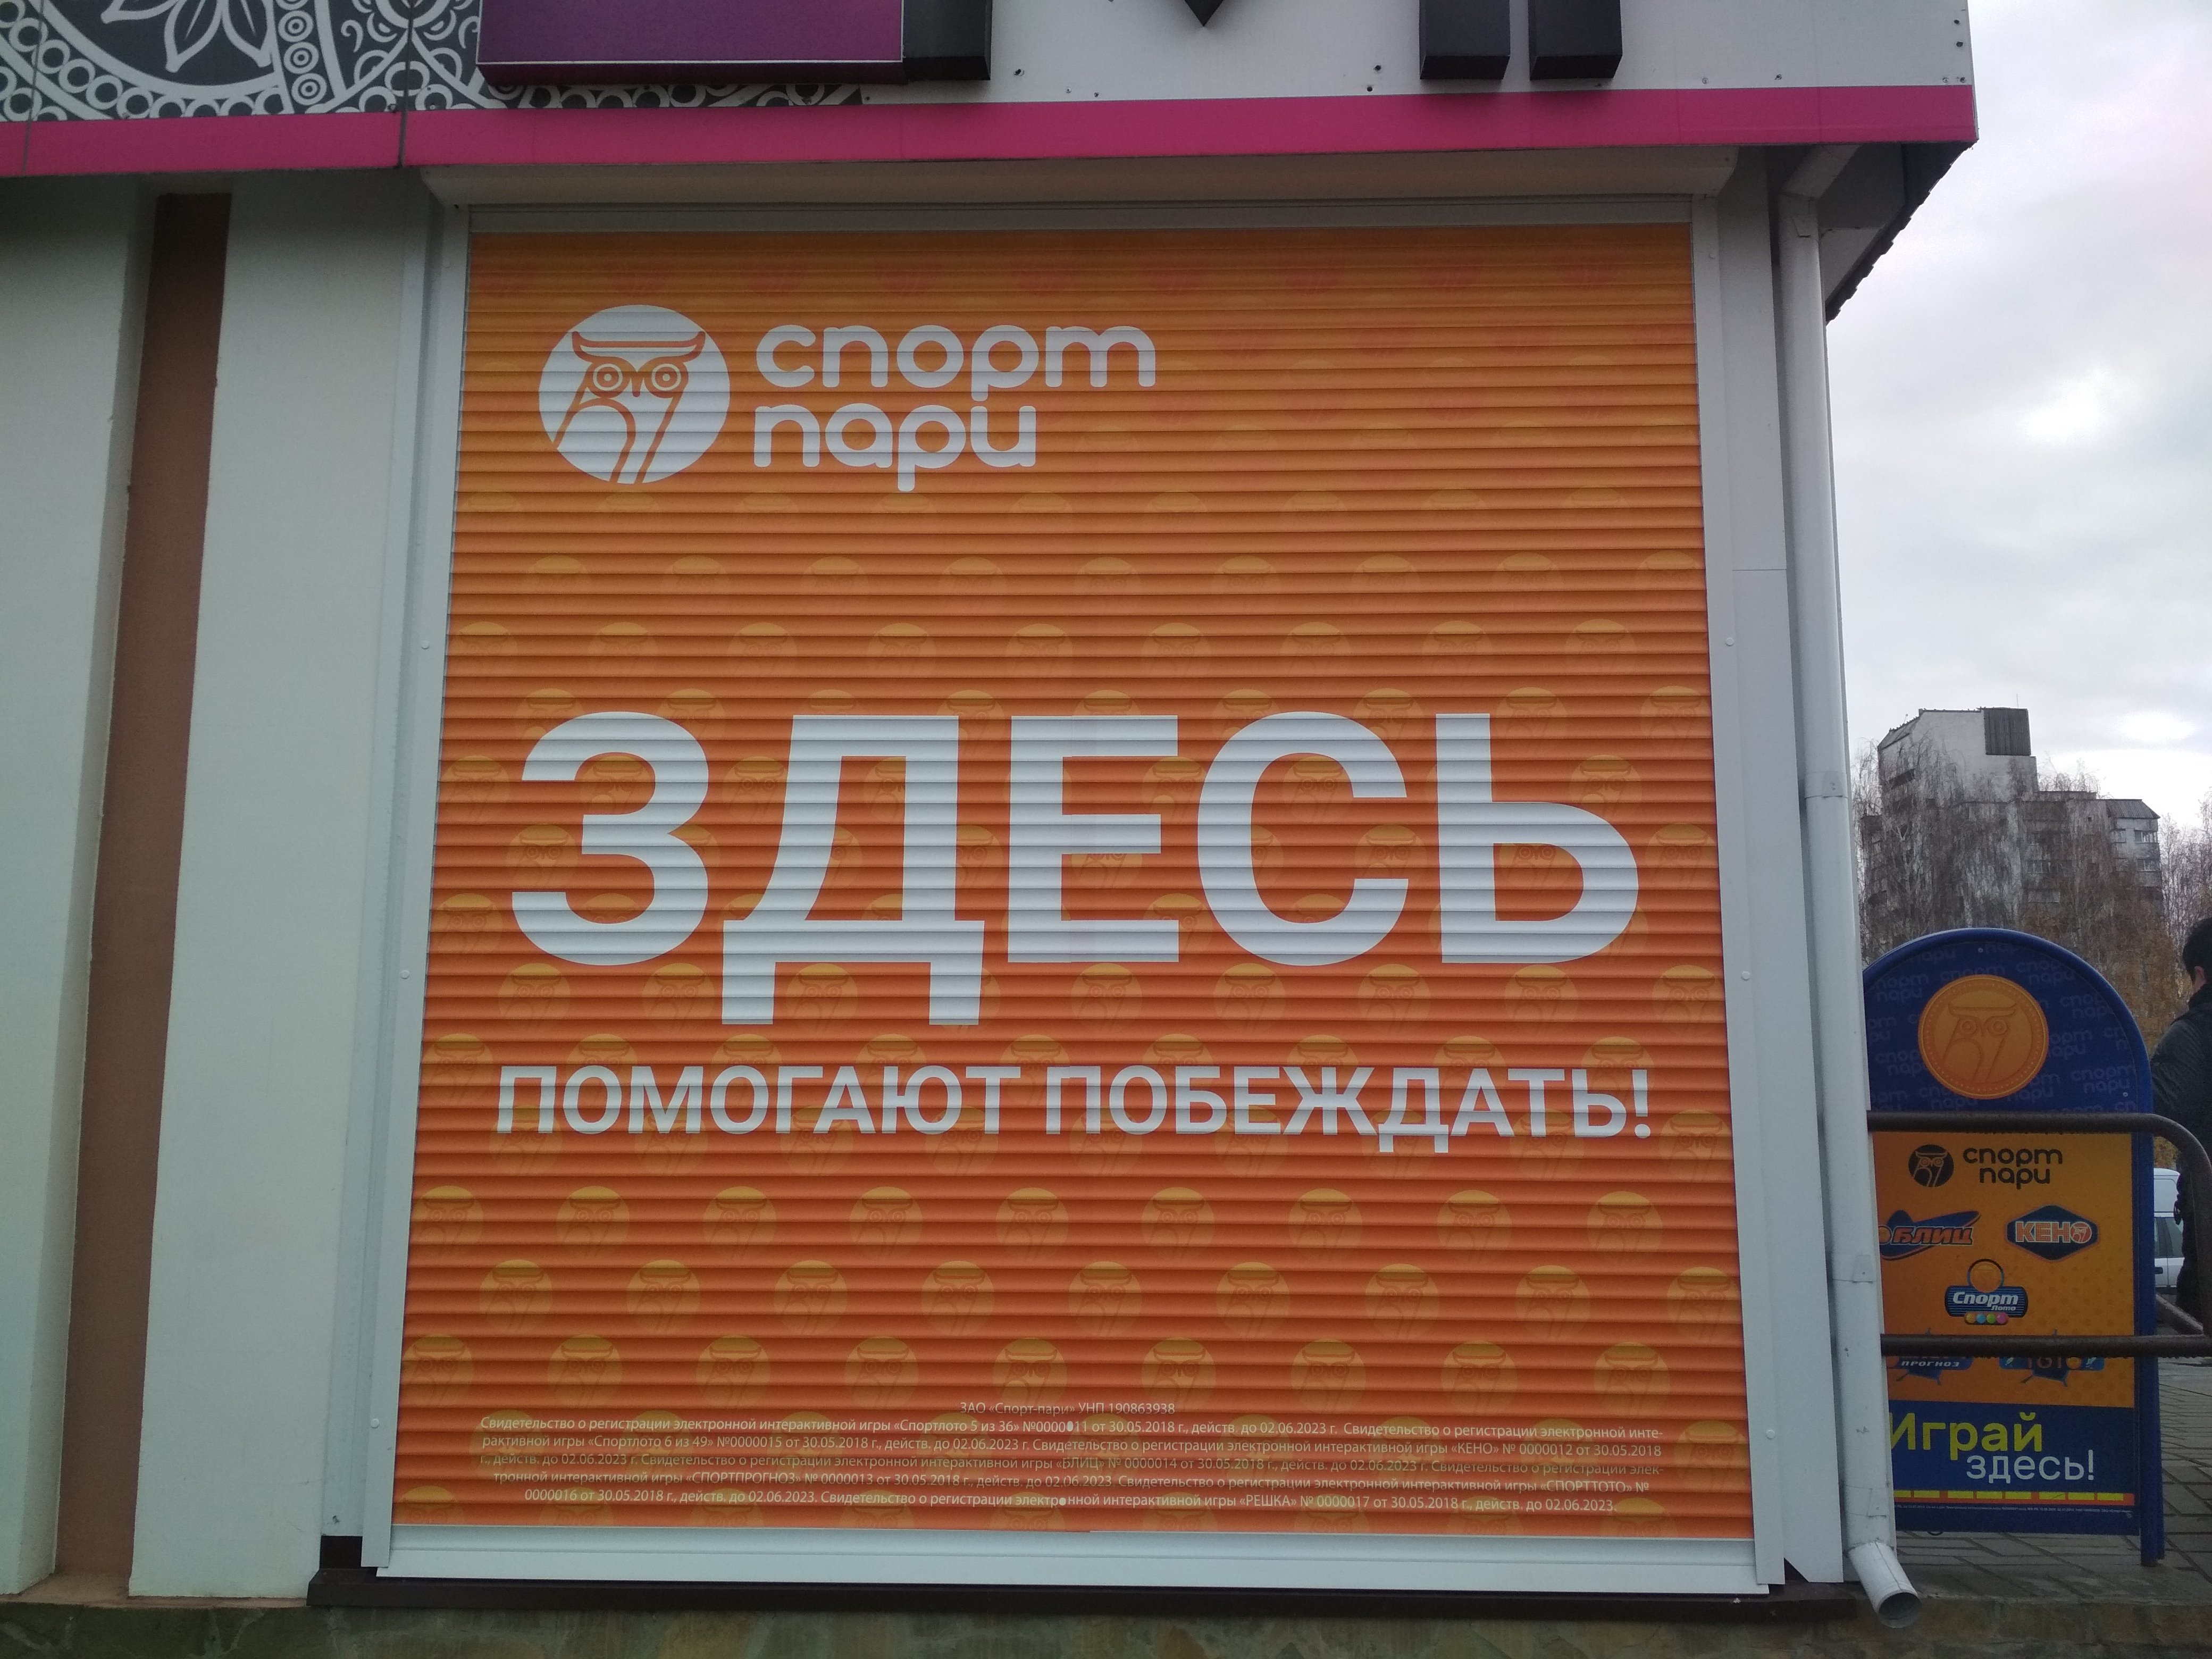 спорт
пари
ЗДЕСЬ
ПОМОГАЮТ ПОБЕЖДАТЬ!
ЗАО «Спорт-пари» УНП 190863938
Свидетельство о регистрации электронной интерактивной игры «Спортлото 5 из 36» №0000011 от 30.05.2018 г., действ. до 02.06.2023 г. Свидетельство о регистрации электронной инте-
рактивной игры «Спортлото 6 из 49» №0000015 от 30.05.2018 г., действ. до 02.06.2023 г. Свидетельство о регистрации электронной интерактивной игры «КЕНО» № 0000012 от 30.05.2018
г., действ. до 02.06.2023 г. Свидетельство о регистрации электронной интерактивной игры «БЛИЦ» № 0000014 от 30.05.2018 г., действ. до 02.06.2023 г. Свидетельство о регистрации элек-
тронной интерактивной игры «СПОРТПРОГНОЗ» № 0000013 от 30.05.2018 г., действ. до 02.06.2023. Свидетельство о регистрации электронной интерактивной игры «СПОРТТОТО» №
0000016 от 30.05.2018 г., действ. до 02.06.2023. Свидетельство о регистрации электронной интерактивной игры «РЕШКА» № 0000017 от 30.05.2018 г., действ. до 02.06.2023.
спорт
пари
БЛИЦ
КЕНО
Спорт
Лото
ПРОГНОЗ
Играй
здесь!